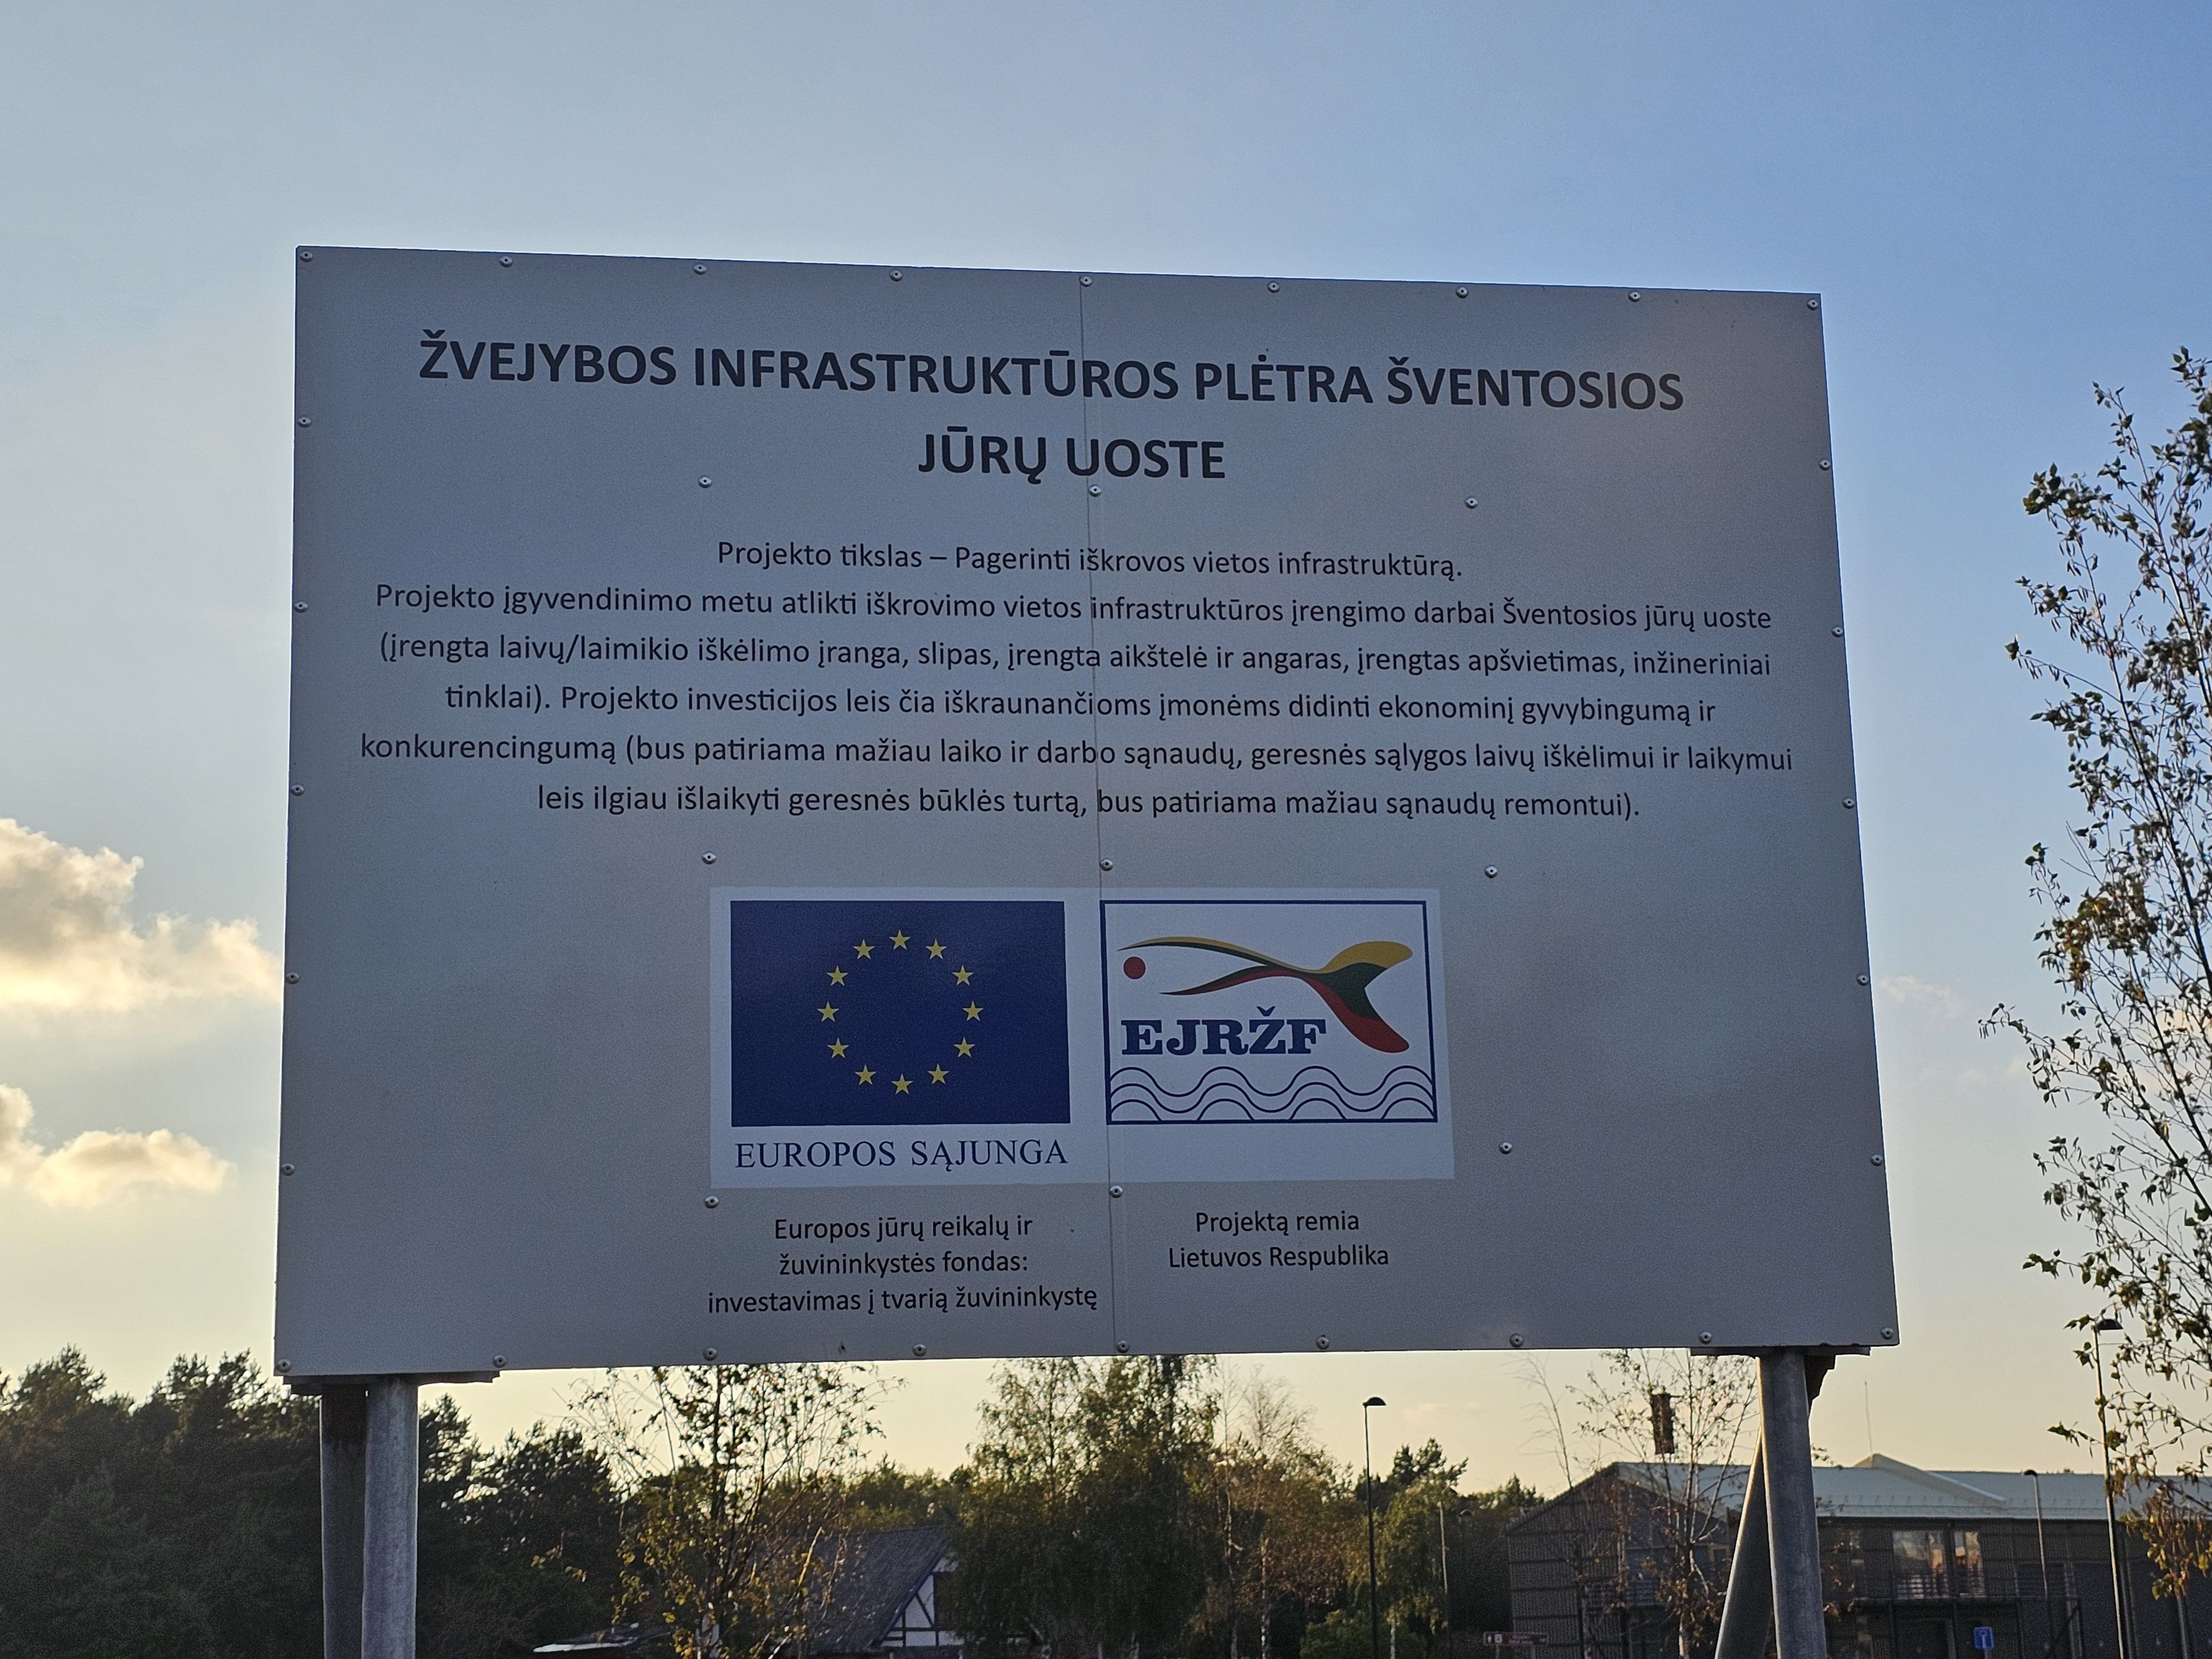 ŽVEJYBOS INFRASTRUKTŪROS PLĖTRA ŠVENTOSIOS
JŪRŲ UOSTE
Projekto tikslas – Pagerinti iškrovos vietos infrastruktūrą.
Projekto įgyvendinimo metu atlikti iškrovimo vietos infrastruktūros įrengimo darbai Šventosios jūrų uoste
(įrengta laivų/laimikio iškėlimo įranga, slipas, įrengta aikštelė ir angaras, įrengtas apšvietimas, inžineriniai
tinklai). Projekto investicijos leis čia iškraunančioms įmonėms didinti ekonominį gyvybingumą ir
konkurencingumą (bus patiriama mažiau laiko ir darbo sąnaudų, geresnės sąlygos laivų iškėlimui ir laikymui
leis ilgiau išlaikyti geresnės būklės turtą, bus patiriama mažiau sąnaudų remontui).
EJRŽF
EUROPOS SĄJUNGA
Europos jūrų reikalų ir
žuvininkystės fondas:
investavimas į tvarią žuvininkystę
Projektą remia
Lietuvos Respublika